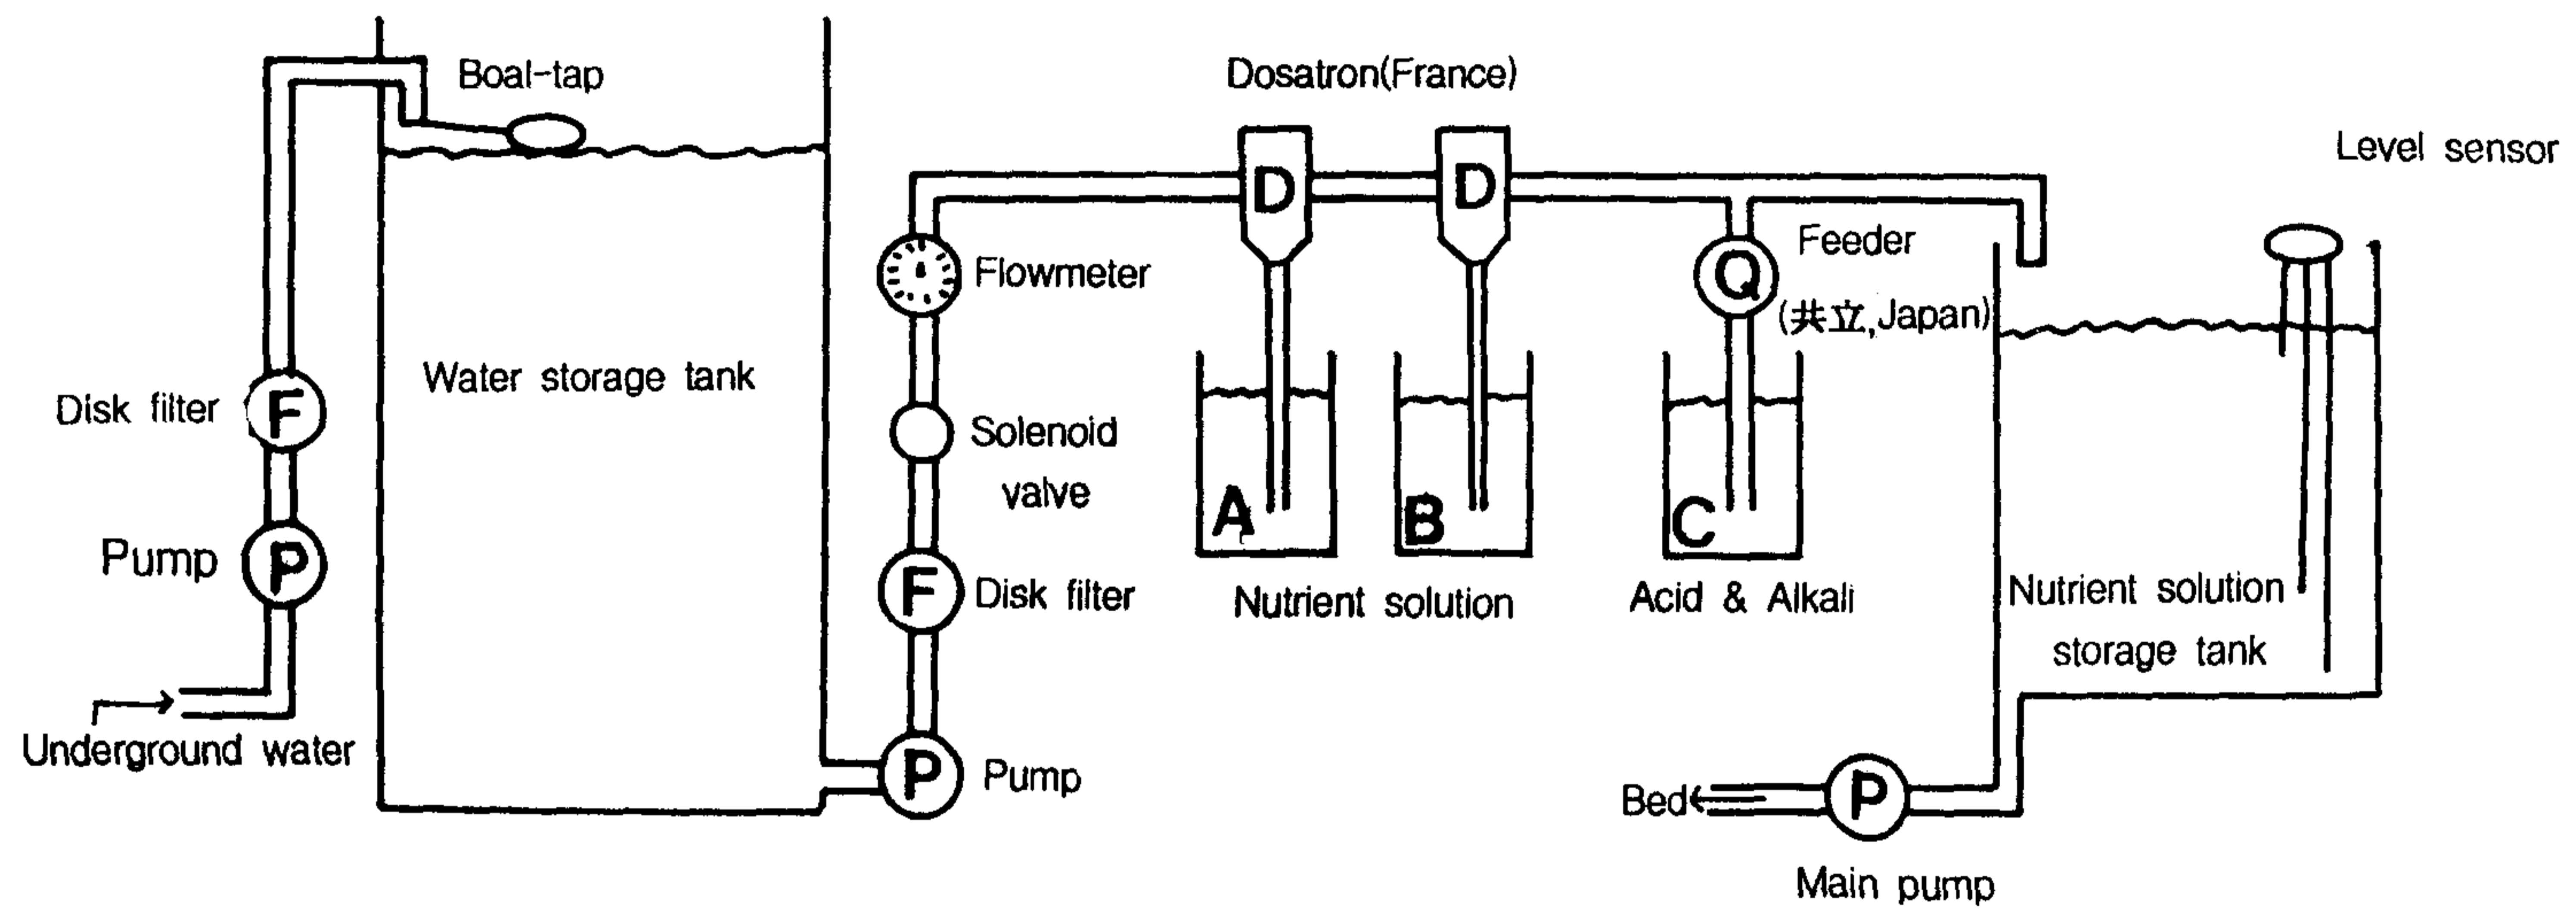 Boal-tap
Dosatron(France)
Level sensor
D
D
Feeder
Q
(共立,Japan)
Flowmeter
Water storage tank
Disk filter
F
Solenoid
valve
A
B
C
Pump
P
F
Disk filter
Nutrient solution
Acid & Alkali
Nutrient solution
storage tank
Underground water
P
Pump
Bed
P
Main pump